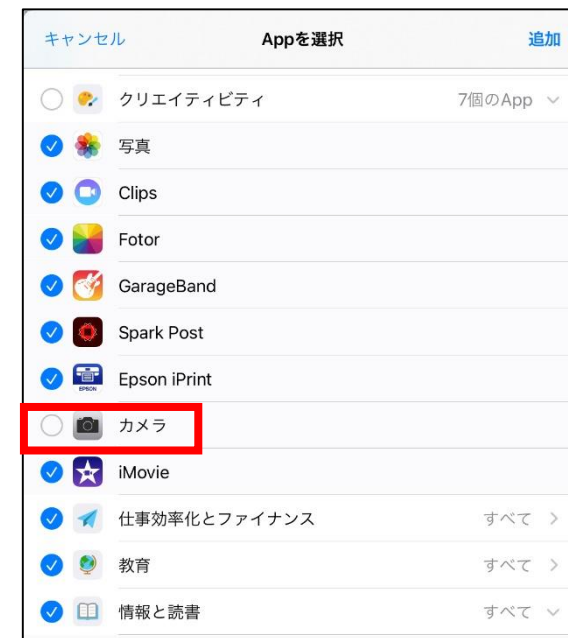 キャンセル Appを選択 追加
クリエイティビティ 7個のApp
写真
Clips
Fotor
GarageBand
Spark Post
EPSON Epson iPrint
カメラ
iMovie
仕事効率化とファイナンス すべて
教育 すべて
情報と読書 すべて